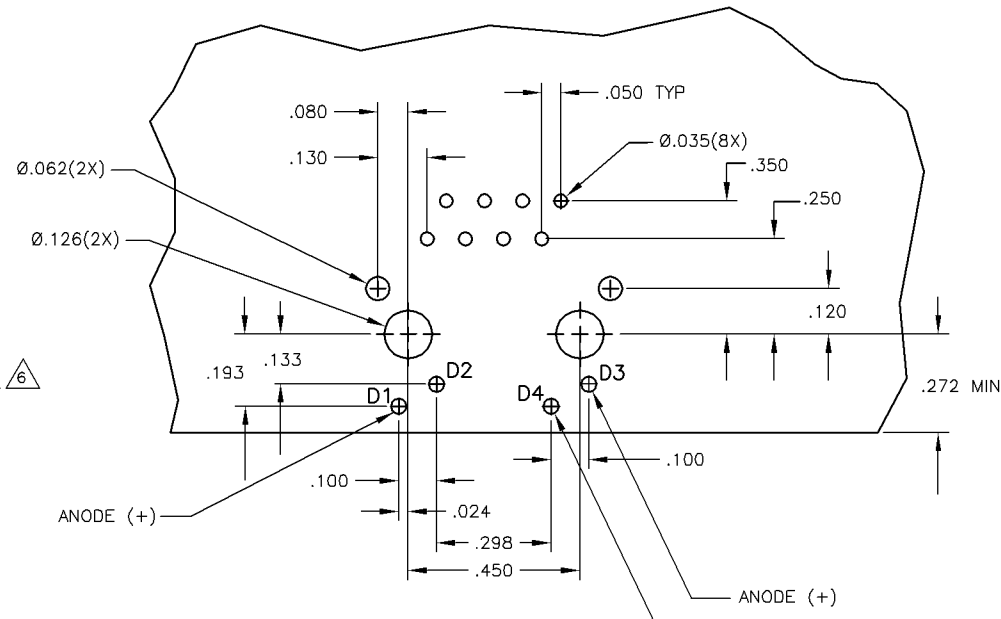 .050 TYP
.080
Ø.035(8X)
.130
.350
Ø.062(2X)
.250
Ø.126(2X)
.120
.133
.193
6
D2
D3
.272 MIN
D1
D4
.100
.100
.024
ANODE (+)
.298
.450
ANODE (+)